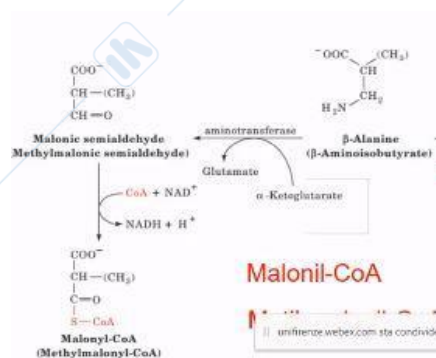 COO⁻
CH—(CH₃)
CH=O
Malonic semialdehyde
Methylmalonic semialdehyde)
aminotransferase
Glutamate
α-Ketoglutarate
⁻OOC (CH₃)
CH
CH₂
H₂N
β-Alanine
(β-Aminoisobutyrate)
CoA + NAD⁺
NADH + H⁺
COO⁻
CH—(CH₃)
C=O
S—CoA
Malonyl-CoA
(Methylmalonyl-CoA)
Malonil-CoA
unifirenze.webex.com sta condivide